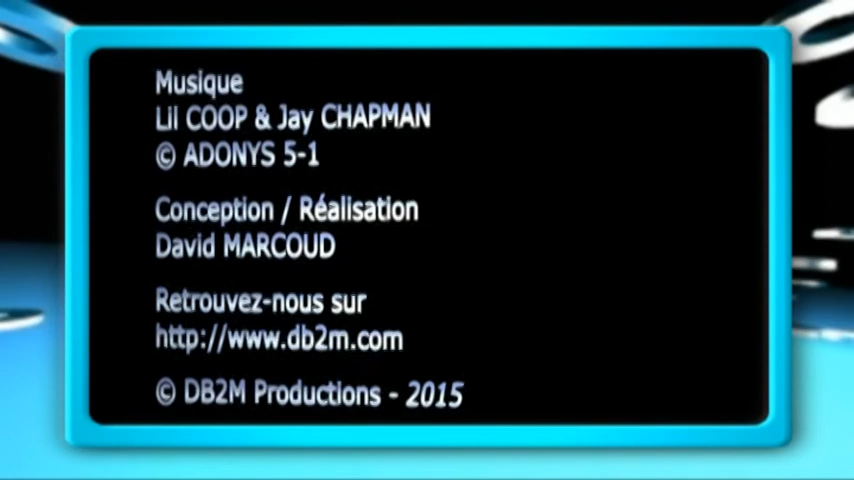 Musique
Lil COOP & Jay CHAPMAN
© ADONYS 5-1
Conception / Réalisation
David MARCOUD
Retrouvez-nous sur
http://www.db2m.com
© DB2M Productions - 2015